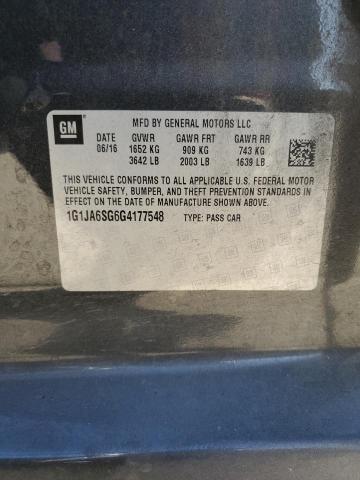 GM
MFD BY GENERAL MOTORS LLC
DATE GVWR GAWR FRT GAWR RR
06/16 1652 KG 909 KG 743 KG
3642 LB 2003 LB 1639 LB
THIS VEHICLE CONFORMS TO ALL APPLICABLE U.S. FEDERAL MOTOR
VEHICLE SAFETY, BUMPER, AND THEFT PREVENTION STANDARDS IN
EFFECT ON THE DATE OF MANUFACTURE SHOWN ABOVE.
1G1JA6SG6G4177548 TYPE: PASS CAR